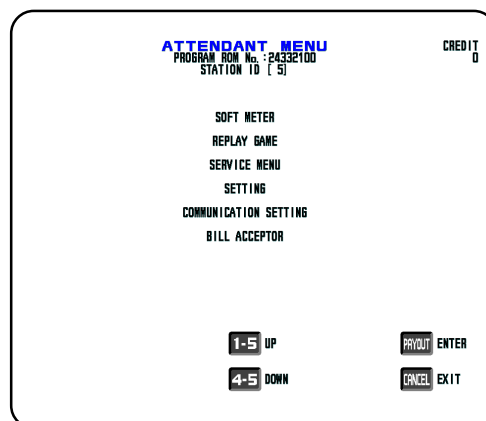 ATTENDANT MENU
CREDIT
PROGRAM ROM No. :24332100
0
STATION ID [ 5]
SOFT METER
REPLAY GAME
SERVICE MENU
SETTING
COMMUNICATION SETTING
BILL ACCEPTOR
1-5 UP
PAYOUT ENTER
4-5 DOWN
CANCEL EXIT